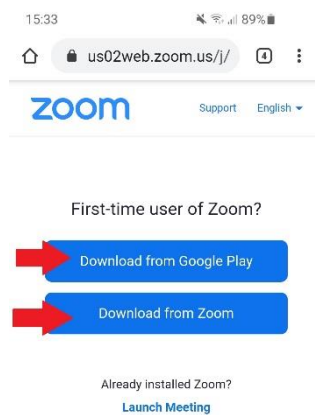 15:33 89%
us02web.zoom.us/j/ 4
zoom Support English
First-time user of Zoom?
Download from Google Play
Download from Zoom
Already installed Zoom?
Launch Meeting